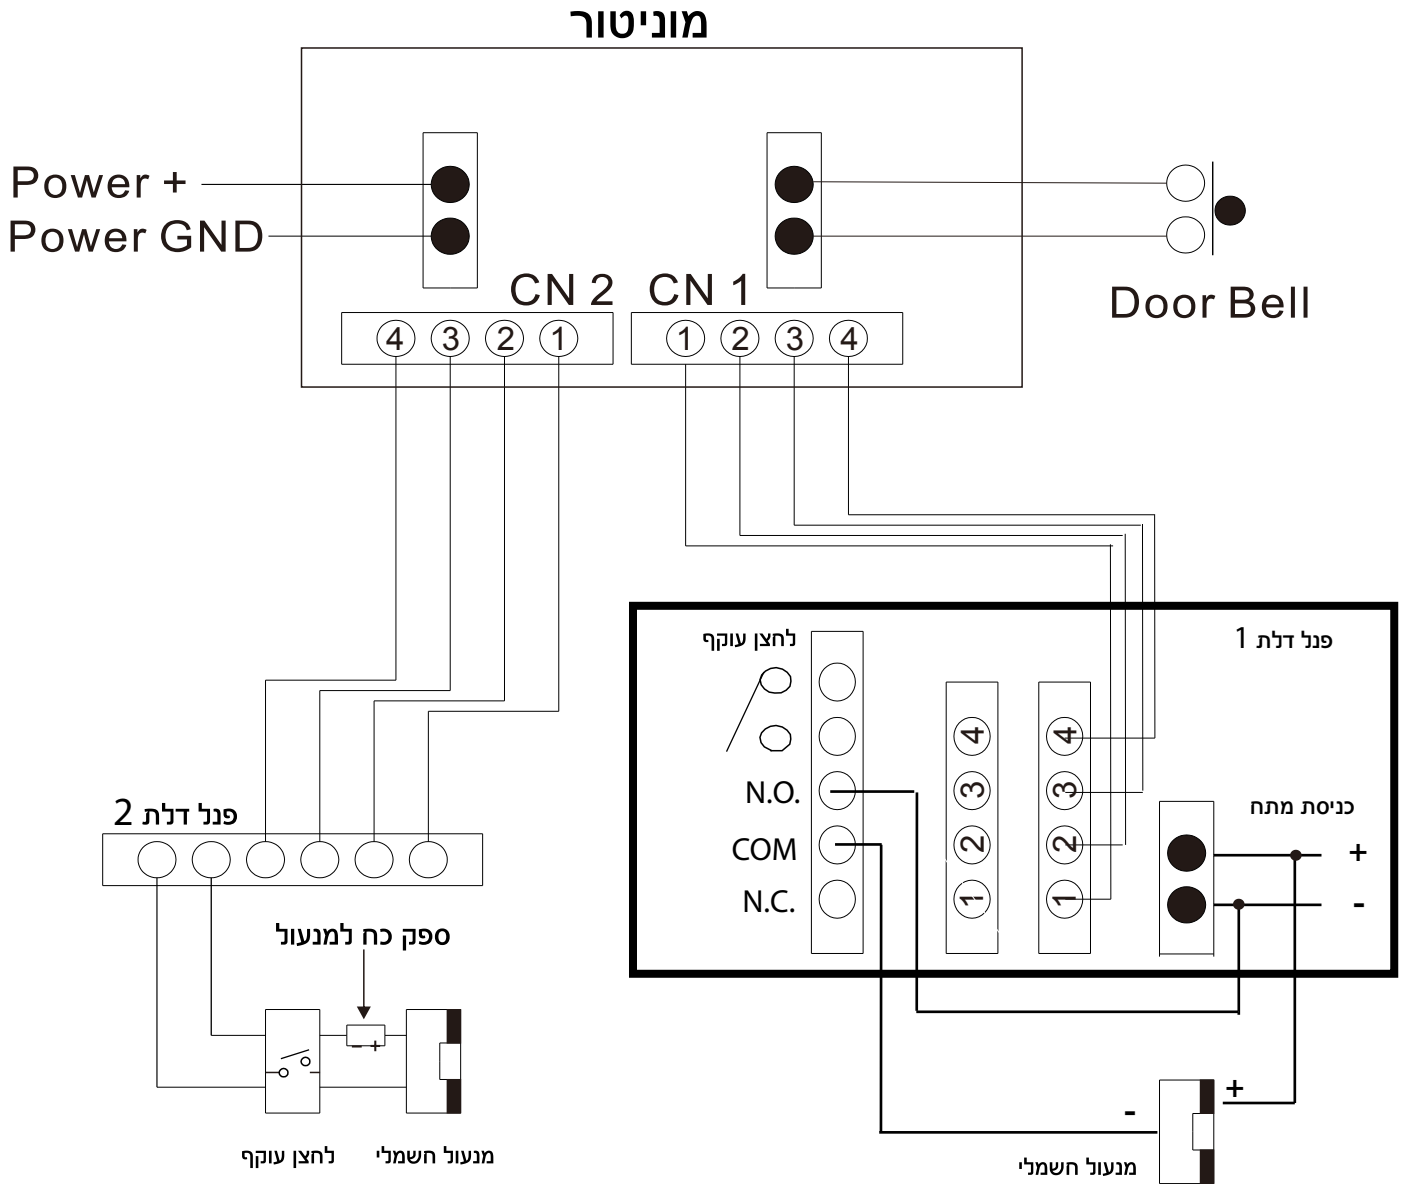 מוניטור
Power +
Power GND
CN 2
CN 1
Door Bell
4 3 2 1
1 2 3 4
לחצן עוקף
פנל דלת 1
4 4
3 3
2 2
1 1
N.O.
COM
N.C.
כניסת מתח
+
-
פנל דלת 2
ספק כח למנעול
- +
לחצן עוקף
מנעול חשמלי
+
-
מנעול חשמלי